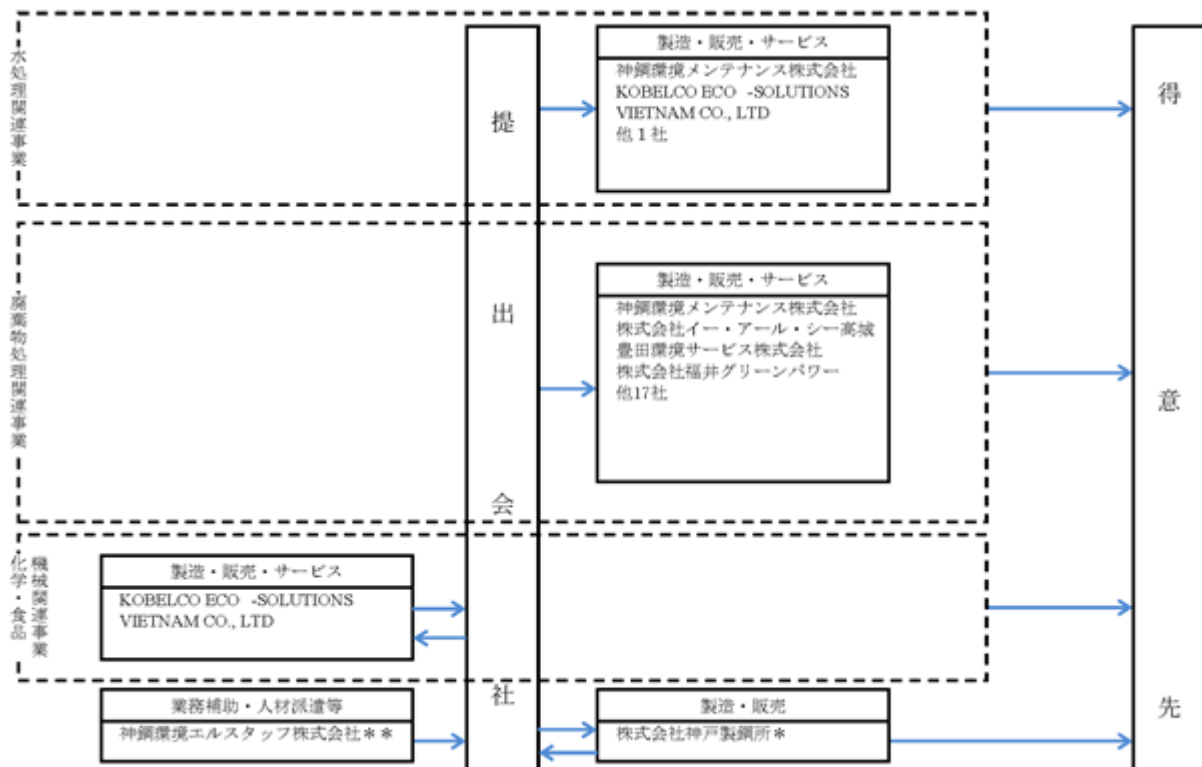 水処理関連事業
製造・販売・サービス
神鋼環境メンテナンス株式会社
KOBELCO ECO -SOLUTIONS
VIETNAM CO., LTD
他１社
廃棄物処理関連事業
製造・販売・サービス
神鋼環境メンテナンス株式会社
株式会社イー・アール・シー高城
豊田環境サービス株式会社
株式会社福井グリーンパワー
他17社
化学・食品
機械関連事業
製造・販売・サービス
KOBELCO ECO -SOLUTIONS
VIETNAM CO., LTD
業務補助・人材派遣等
神鋼環境エルスタッフ株式会社＊＊
製造・販売
株式会社神戸製鋼所＊
提出会社
得意先